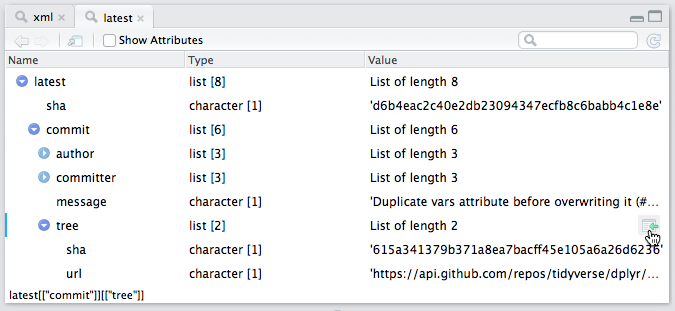 xml latest
Show Attributes
Name Type Value
latest list [8] List of length 8
sha character [1] 'd6b4eac2c40e2db23094347ecfb8c6babb4c1e8e'
commit list [6] List of length 6
author list [3] List of length 3
committer list [3] List of length 3
message character [1] 'Duplicate vars attribute before overwriting it (#...
tree list [2] List of length 2
sha character [1] '615a341379b371a8ea7bacff45e105a6a26d6236'
url character [1] 'https://api.github.com/repos/tidyverse/dplyr/...
latest[["commit"]][["tree"]]